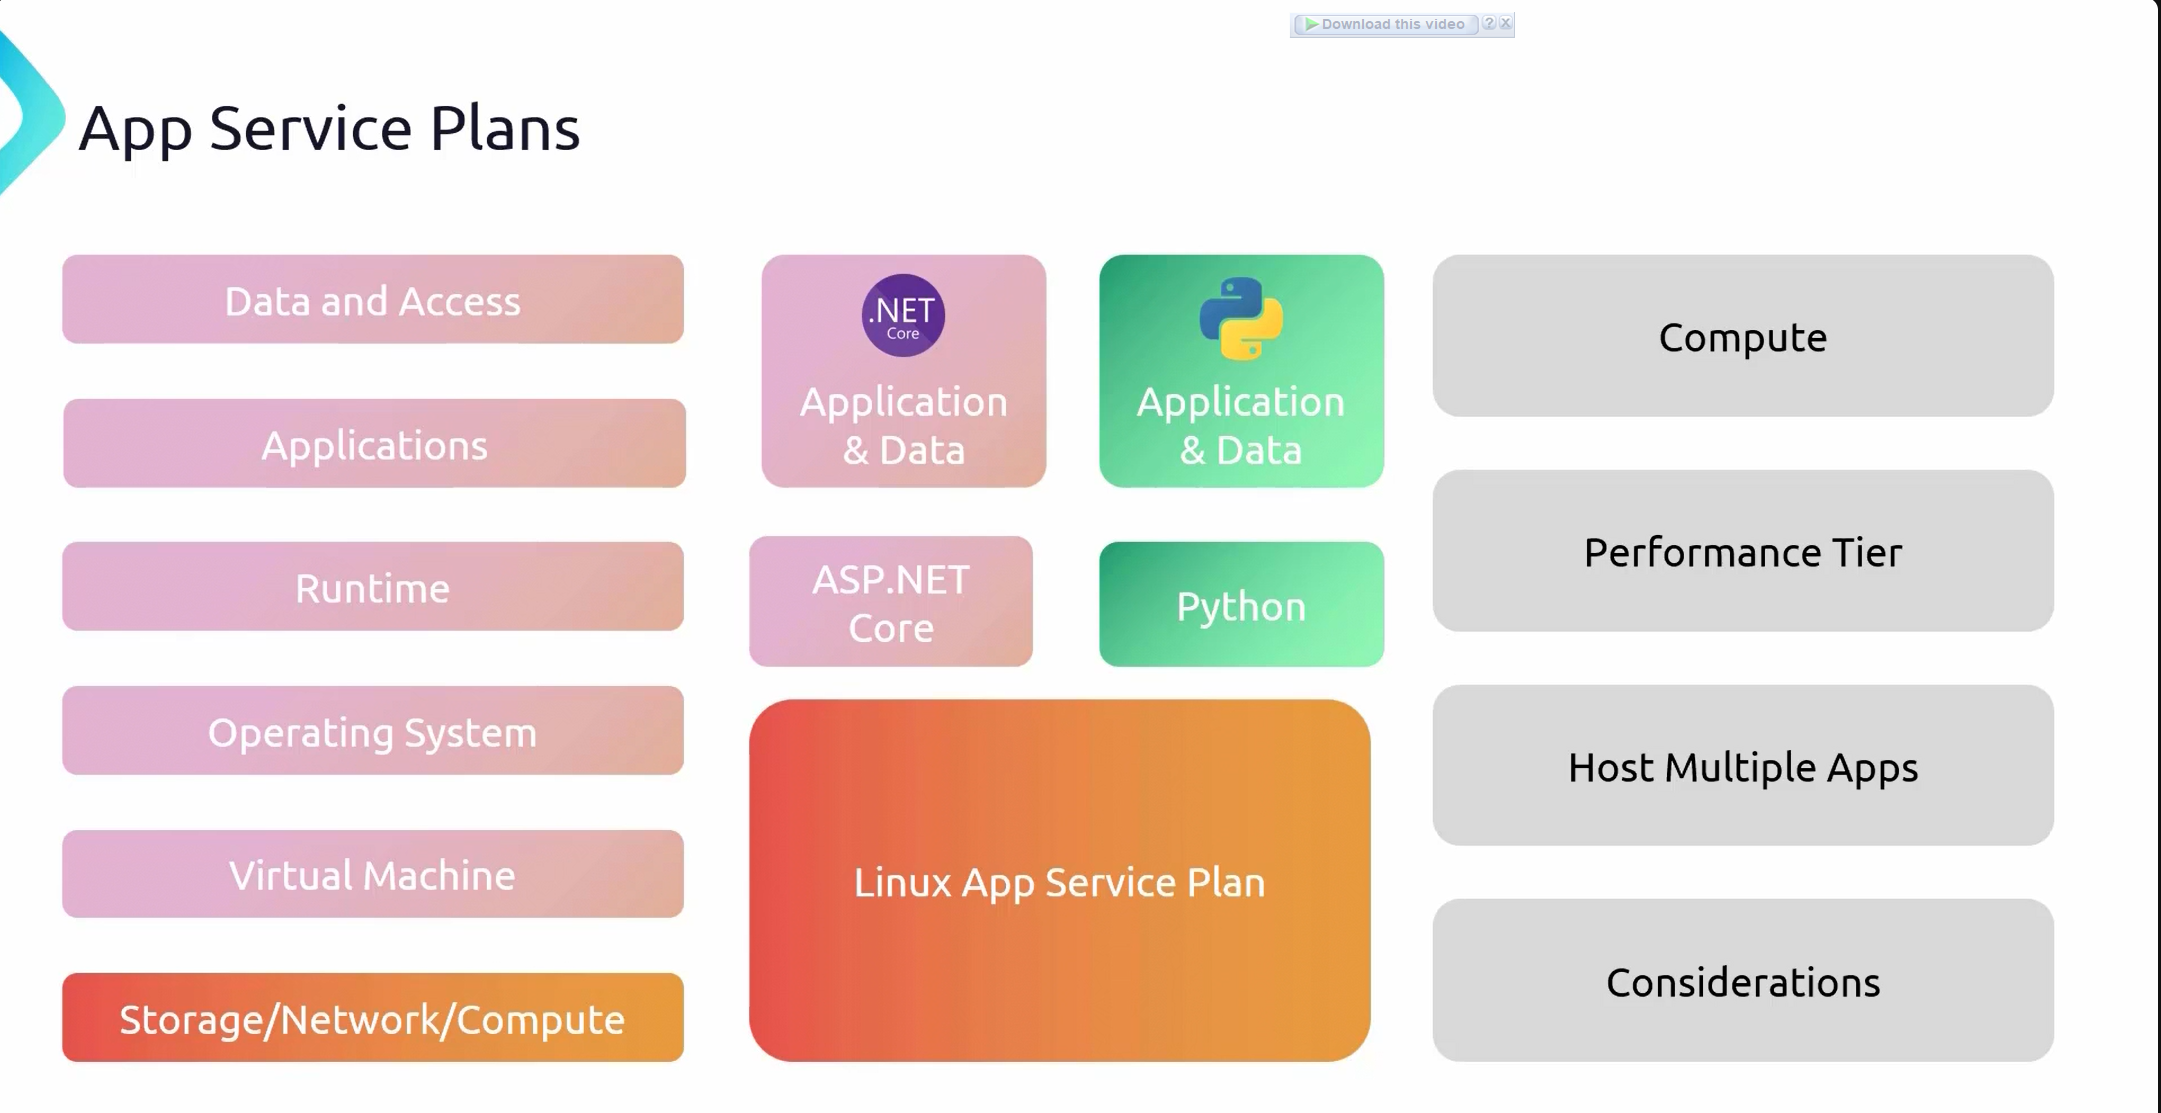 Download this video ? x
App Service Plans
Data and Access
Applications
Runtime
Operating System
Virtual Machine
Storage/Network/Compute
.NET
Core
Application
& Data
ASP.NET
Core
Application
& Data
Python
Linux App Service Plan
Compute
Performance Tier
Host Multiple Apps
Considerations